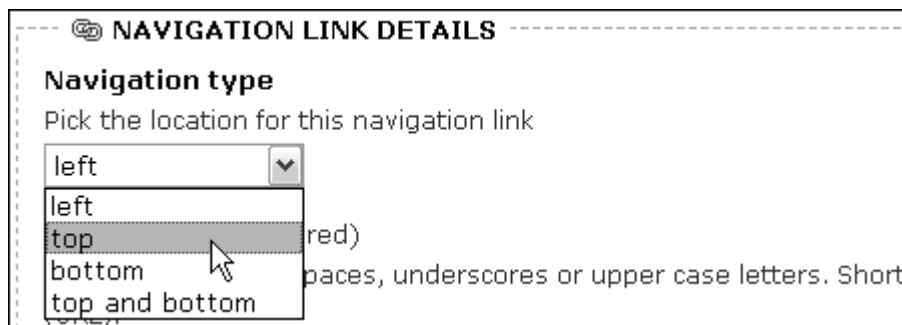 NAVIGATION LINK DETAILS
Navigation type
Pick the location for this navigation link
left
left
top
red)
bottom
paces, underscores or upper case letters. Short
top and bottom